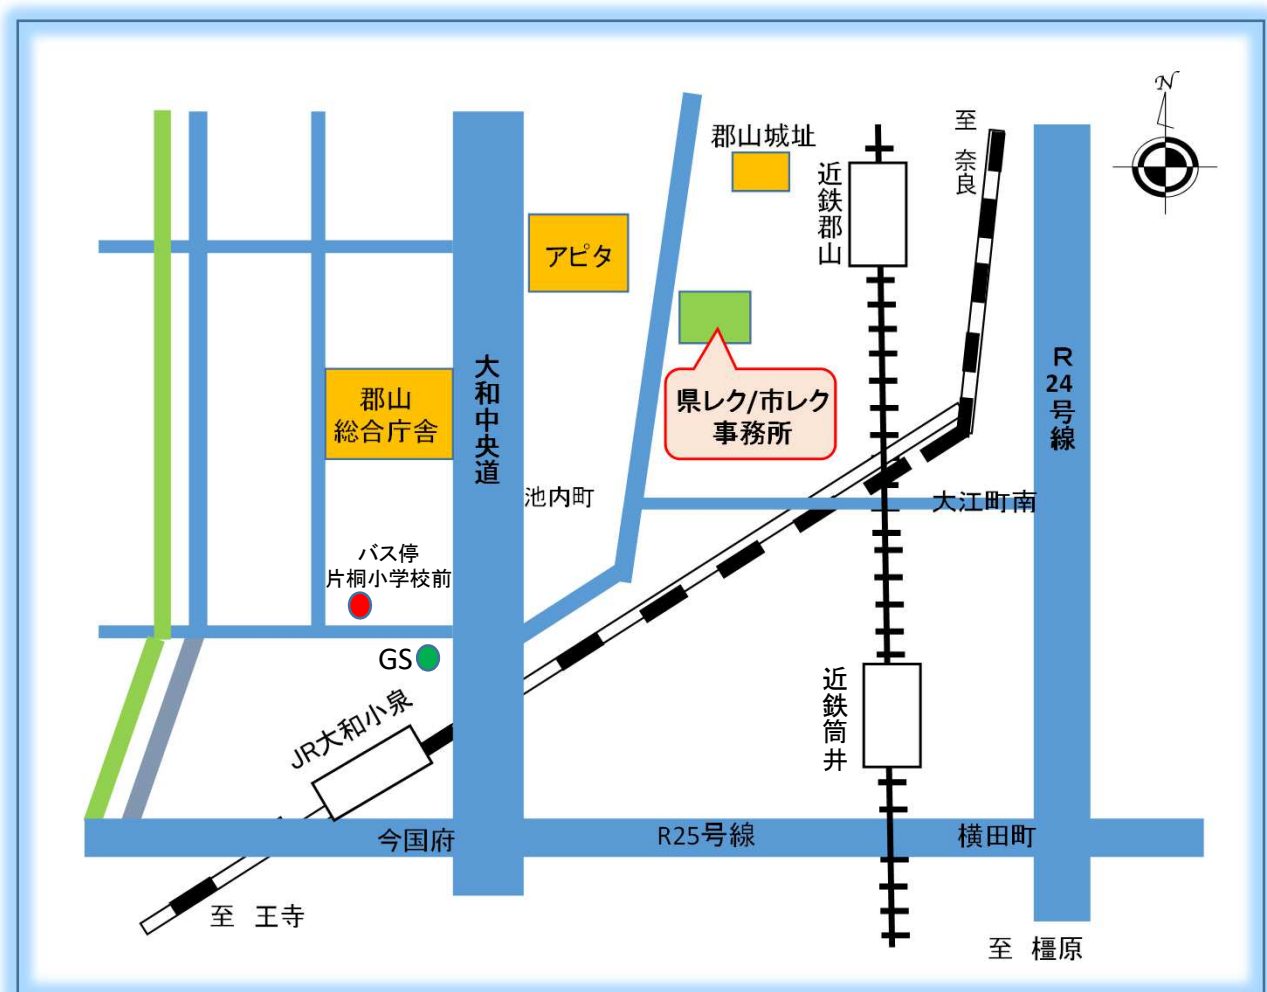 N
至
奈良
郡山城址
近鉄郡山
アピタ
R
24
号
線
大和中央道
郡山
総合庁舎
県レク/市レク
事務所
池内町
大江町南
バス停
片桐小学校前
GS
JR大和小泉
近鉄筒井
今国府
R25号線
横田町
至　王寺
至　橿原